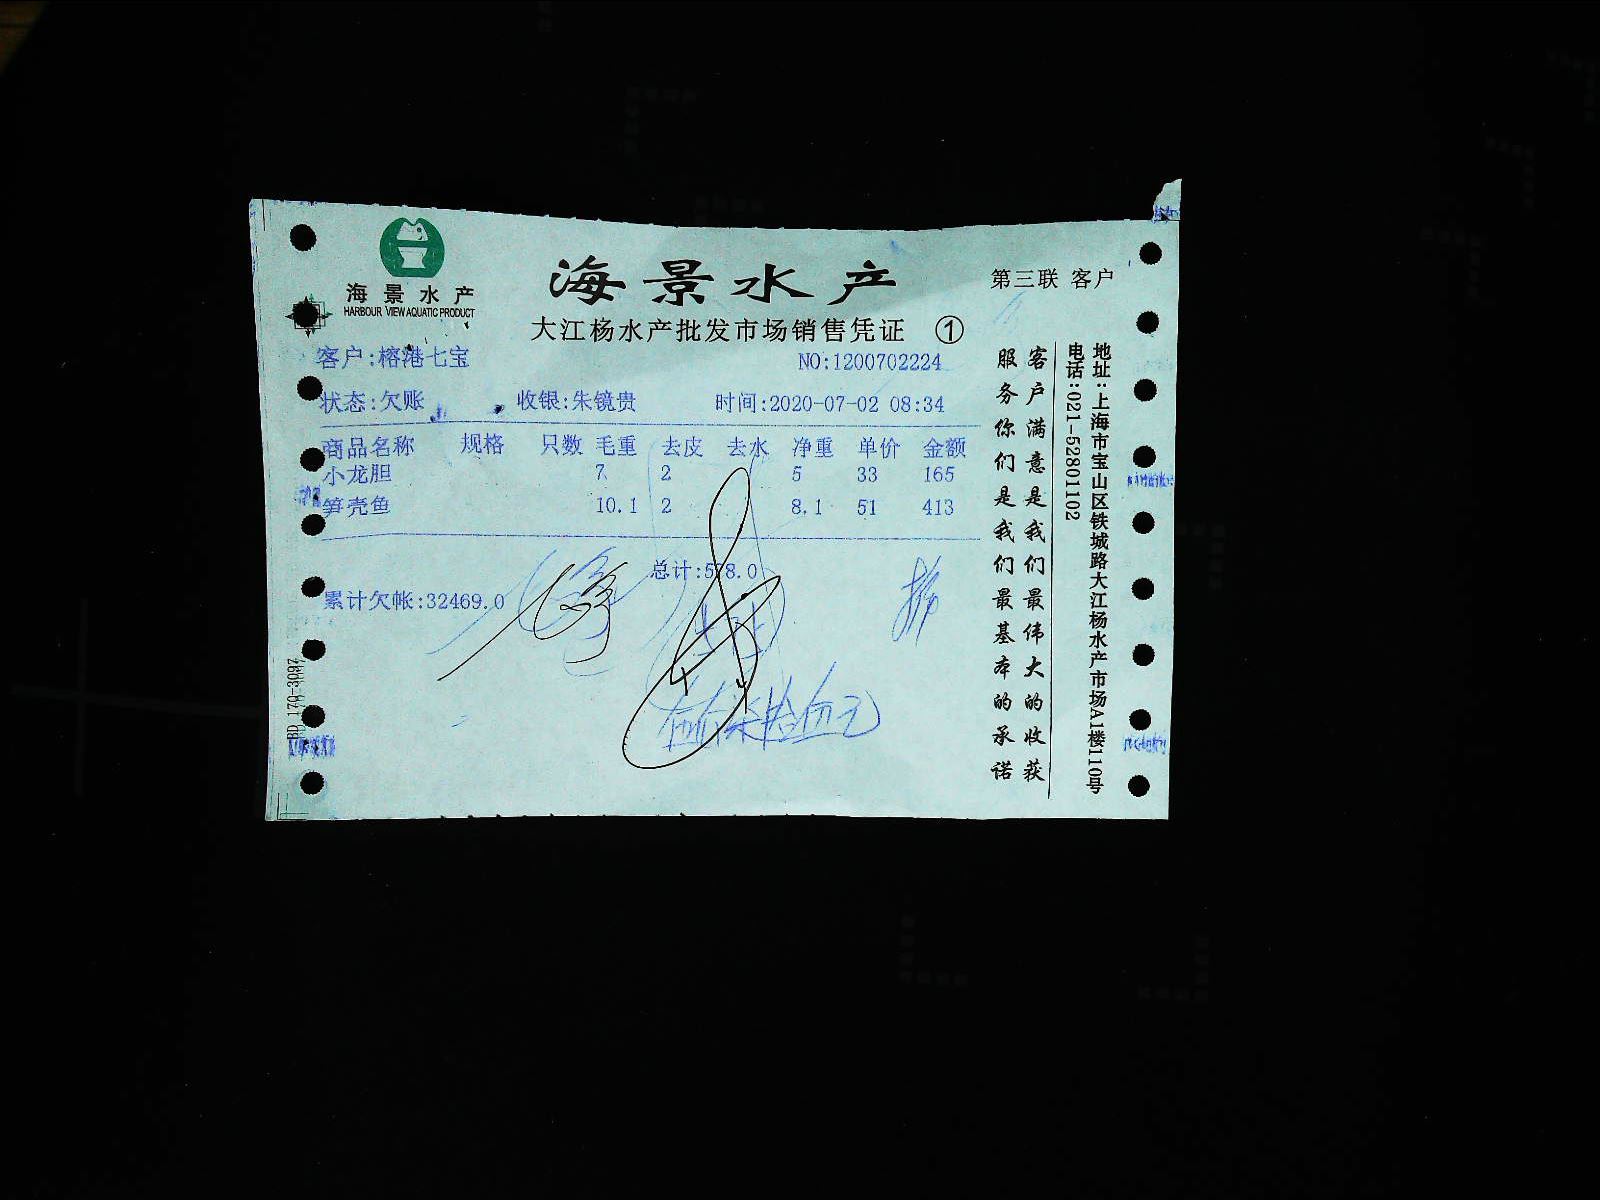 海景水产
HARBOUR VIEW AQUATIC PRODUCT
海景水产
第三联 客户
大江杨水产批发市场销售凭证 ①
客户:榕港七宝 NO:1200702224
状态:欠账 收银:朱镜贵 时间:2020-07-02 08:34
商品名称 规格 只数 毛重 去皮 去水 净重 单价 金额
小龙胆 7 2 5 33 165
笋壳鱼 10.1 2 8.1 51 413
总计:578.0
累计欠帐:32469.0
客户满意是我们最伟大的收获
服务你们是我们最基本的承诺
地址:上海市宝山区铁城路大江杨水产市场A1楼110号
电话:021-52801102
BD 170-3097